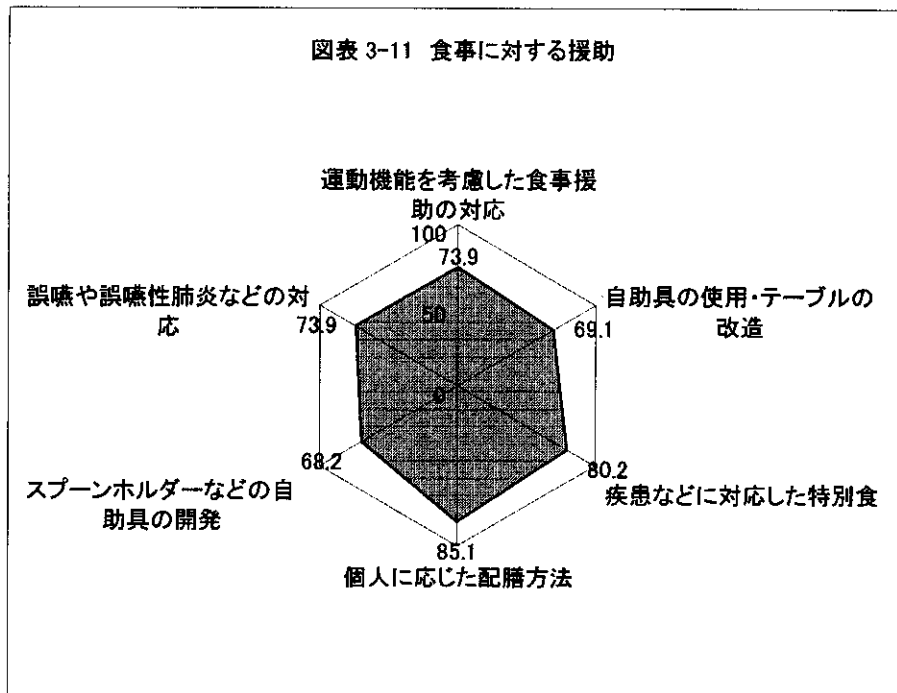 図表 3-11 食事に対する援助
運動機能を考慮した食事援
助の対応
100
73.9
誤嚥や誤嚥性肺炎などの対
応
73.9
自助具の使用・テーブルの
改造
69.1
50
0
68.2
スプーンホルダーなどの自
助具の開発
80.2
疾患などに対応した特別食
85.1
個人に応じた配膳方法